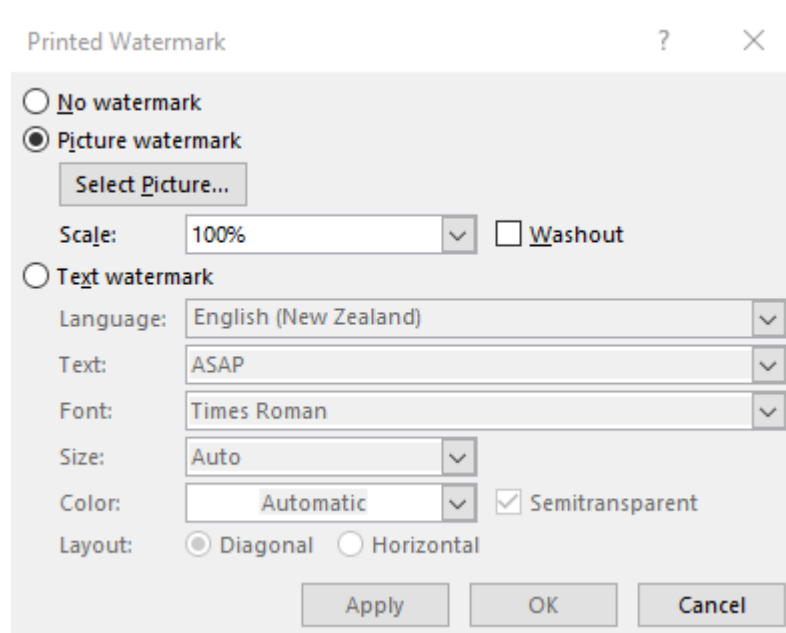 Printed Watermark ?
No watermark
Picture watermark
Select Picture...
Scale: 100% Washout
Text watermark
Language: English (New Zealand)
Text: ASAP
Font: Times Roman
Size: Auto
Color: Automatic Semitransparent
Layout: Diagonal Horizontal
Apply OK Cancel